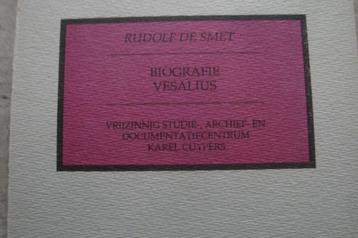 RUDOLF DE SMET
BIOGRAFIE
VESALIUS
VRIJZINNIG STUDIE-, ARCHIEF- EN
DOCUMENTATIECENTRUM
KAREL CUYPERS